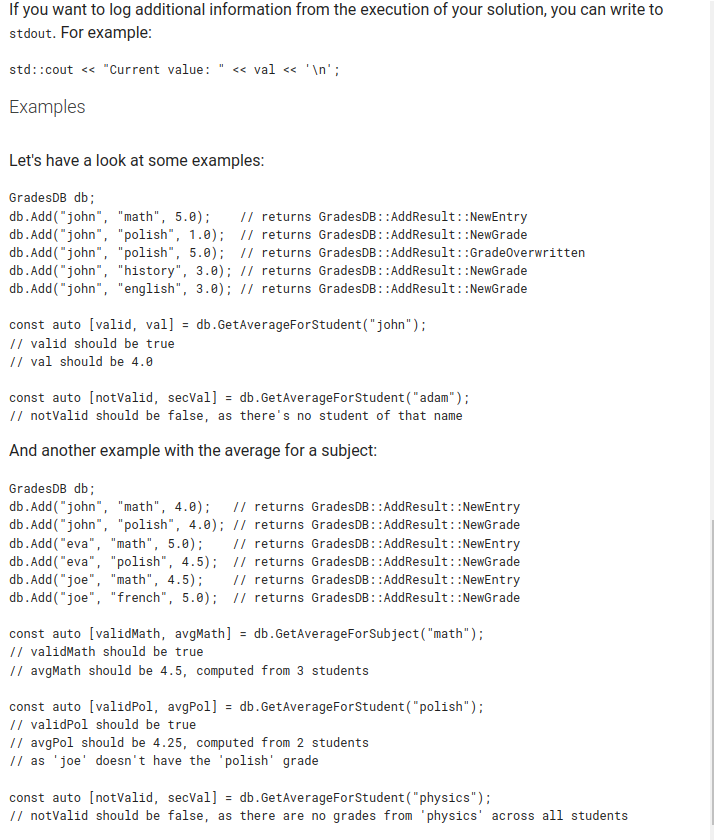 If you want to log additional information from the execution of your solution, you can write to
stdout. For example:
std::cout << "Current value: " << val << '\n';
Examples
Let's have a look at some examples:
GradesDB db;
db.Add("john", "math", 5.0);    // returns GradesDB::AddResult::NewEntry
db.Add("john", "polish", 1.0);  // returns GradesDB::AddResult::NewGrade
db.Add("john", "polish", 5.0);  // returns GradesDB::AddResult::GradeOverwritten
db.Add("john", "history", 3.0); // returns GradesDB::AddResult::NewGrade
db.Add("john", "english", 3.0); // returns GradesDB::AddResult::NewGrade
const auto [valid, val] = db.GetAverageForStudent("john");
// valid should be true
// val should be 4.0
const auto [notValid, secVal] = db.GetAverageForStudent("adam");
// notValid should be false, as there's no student of that name
And another example with the average for a subject:
GradesDB db;
db.Add("john", "math", 4.0);   // returns GradesDB::AddResult::NewEntry
db.Add("john", "polish", 4.0); // returns GradesDB::AddResult::NewGrade
db.Add("eva", "math", 5.0);    // returns GradesDB::AddResult::NewEntry
db.Add("eva", "polish", 4.5);  // returns GradesDB::AddResult::NewGrade
db.Add("joe", "math", 4.5);    // returns GradesDB::AddResult::NewEntry
db.Add("joe", "french", 5.0);  // returns GradesDB::AddResult::NewGrade
const auto [validMath, avgMath] = db.GetAverageForSubject("math");
// validMath should be true
// avgMath should be 4.5, computed from 3 students
const auto [validPol, avgPol] = db.GetAverageForStudent("polish");
// validPol should be true
// avgPol should be 4.25, computed from 2 students
// as 'joe' doesn't have the 'polish' grade
const auto [notValid, secVal] = db.GetAverageForStudent("physics");
// notValid should be false, as there are no grades from 'physics' across all students